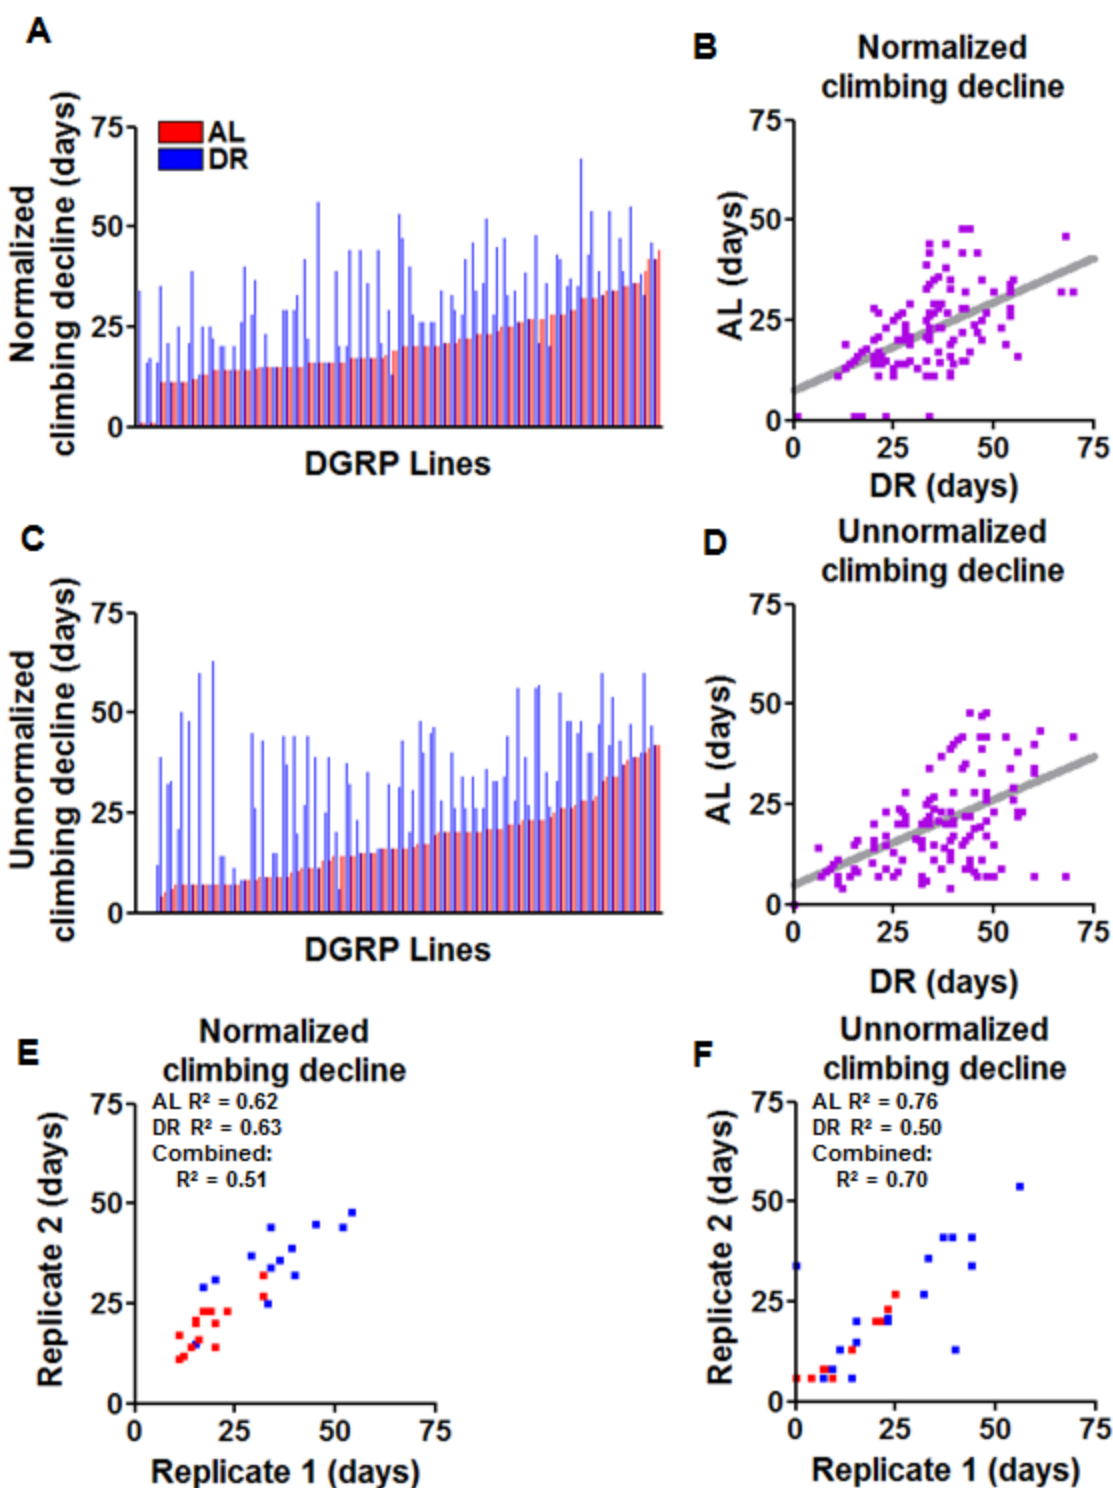 A
Normalized
climbing decline (days)
75
50
25
0
AL
DR
DGRP Lines
B
Normalized
climbing decline
AL (days)
75
50
25
0
0 25 50 75
DR (days)
C
Unnormalized
climbing decline (days)
75
50
25
0
DGRP Lines
D
Unnormalized
climbing decline
AL (days)
75
50
25
0
0 25 50 75
DR (days)
E
Normalized
climbing decline
AL R² = 0.62
DR R² = 0.63
Combined:
R² = 0.51
Replicate 2 (days)
75
50
25
0
0 25 50 75
Replicate 1 (days)
F
Unnormalized
climbing decline
AL R² = 0.76
DR R² = 0.50
Combined:
R² = 0.70
Replicate 2 (days)
75
50
25
0
0 25 50 75
Replicate 1 (days)